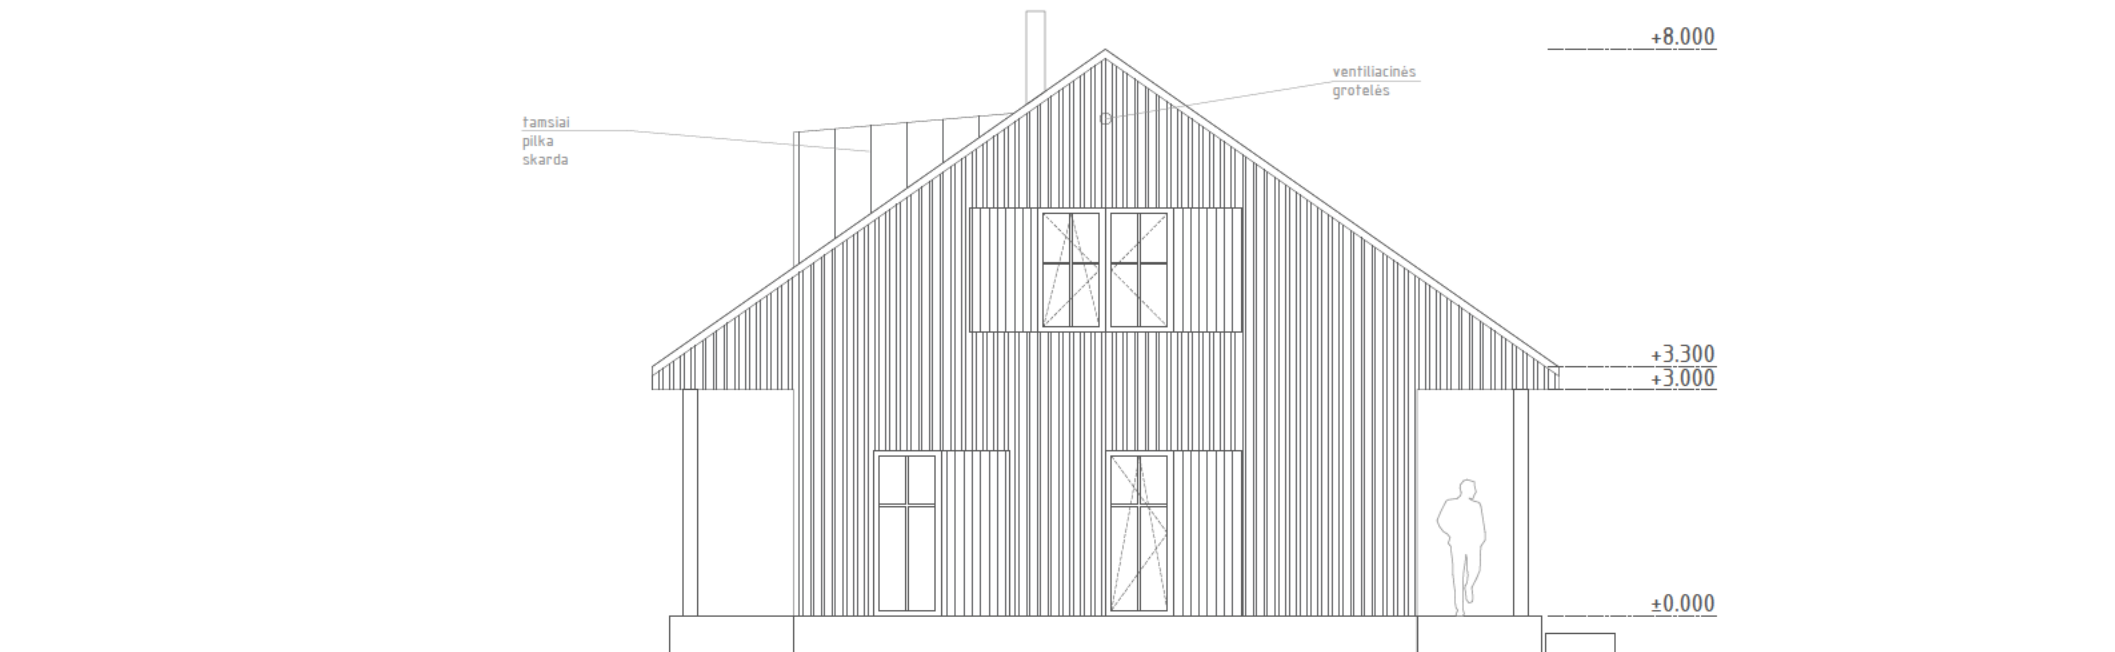 +8.000
ventiliacinės
grotelės
tamsiai
pilka
skarda
+3.300
+3.000
±0.000